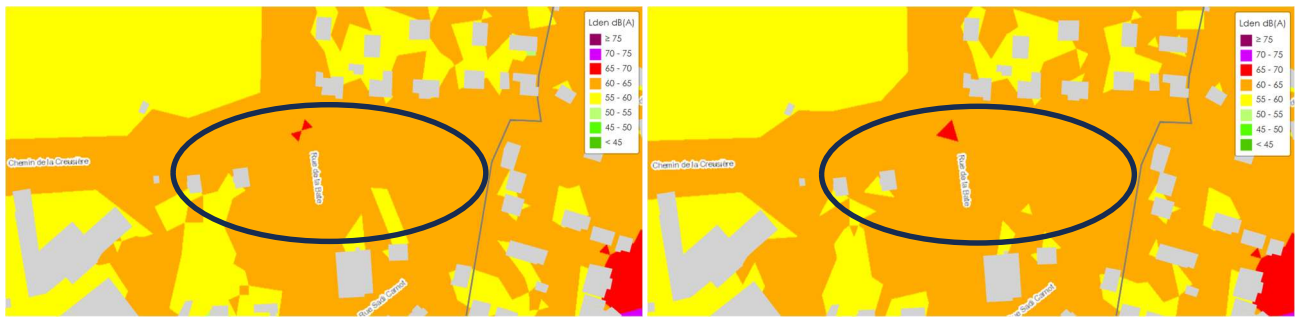 Lden dB(A)
≥ 75
70 - 75
65 - 70
60 - 65
55 - 60
50 - 55
45 - 50
< 45
Chemin de la Creusière
Rue de la Bate
Rue Sadi Carnot
Lden dB(A)
≥ 75
70 - 75
65 - 70
60 - 65
55 - 60
50 - 55
45 - 50
< 45
Chemin de la Creusière
Rue de la Bate
Rue Sadi Carnot